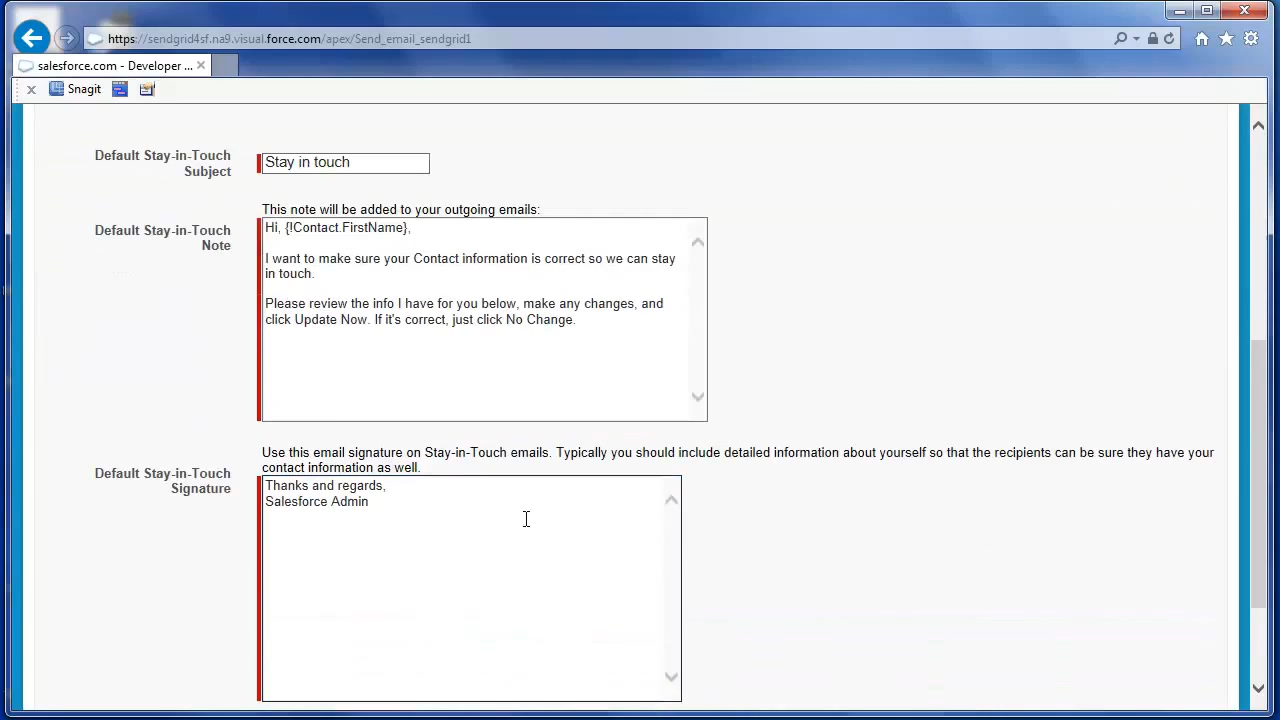 https://sendgrid4sf.na9.visual.force.com/apex/Send_email_sendgrid1
salesforce.com - Developer ...
Snagit
Default Stay-in-Touch
Subject
Stay in touch
This note will be added to your outgoing emails:
Default Stay-in-Touch
Note
Hi, {!Contact.FirstName},
I want to make sure your Contact information is correct so we can stay
in touch.
Please review the info I have for you below, make any changes, and
click Update Now. If it's correct, just click No Change.
Use this email signature on Stay-in-Touch emails. Typically you should include detailed information about yourself so that the recipients can be sure they have your
contact information as well.
Default Stay-in-Touch
Signature
Thanks and regards,
Salesforce Admin